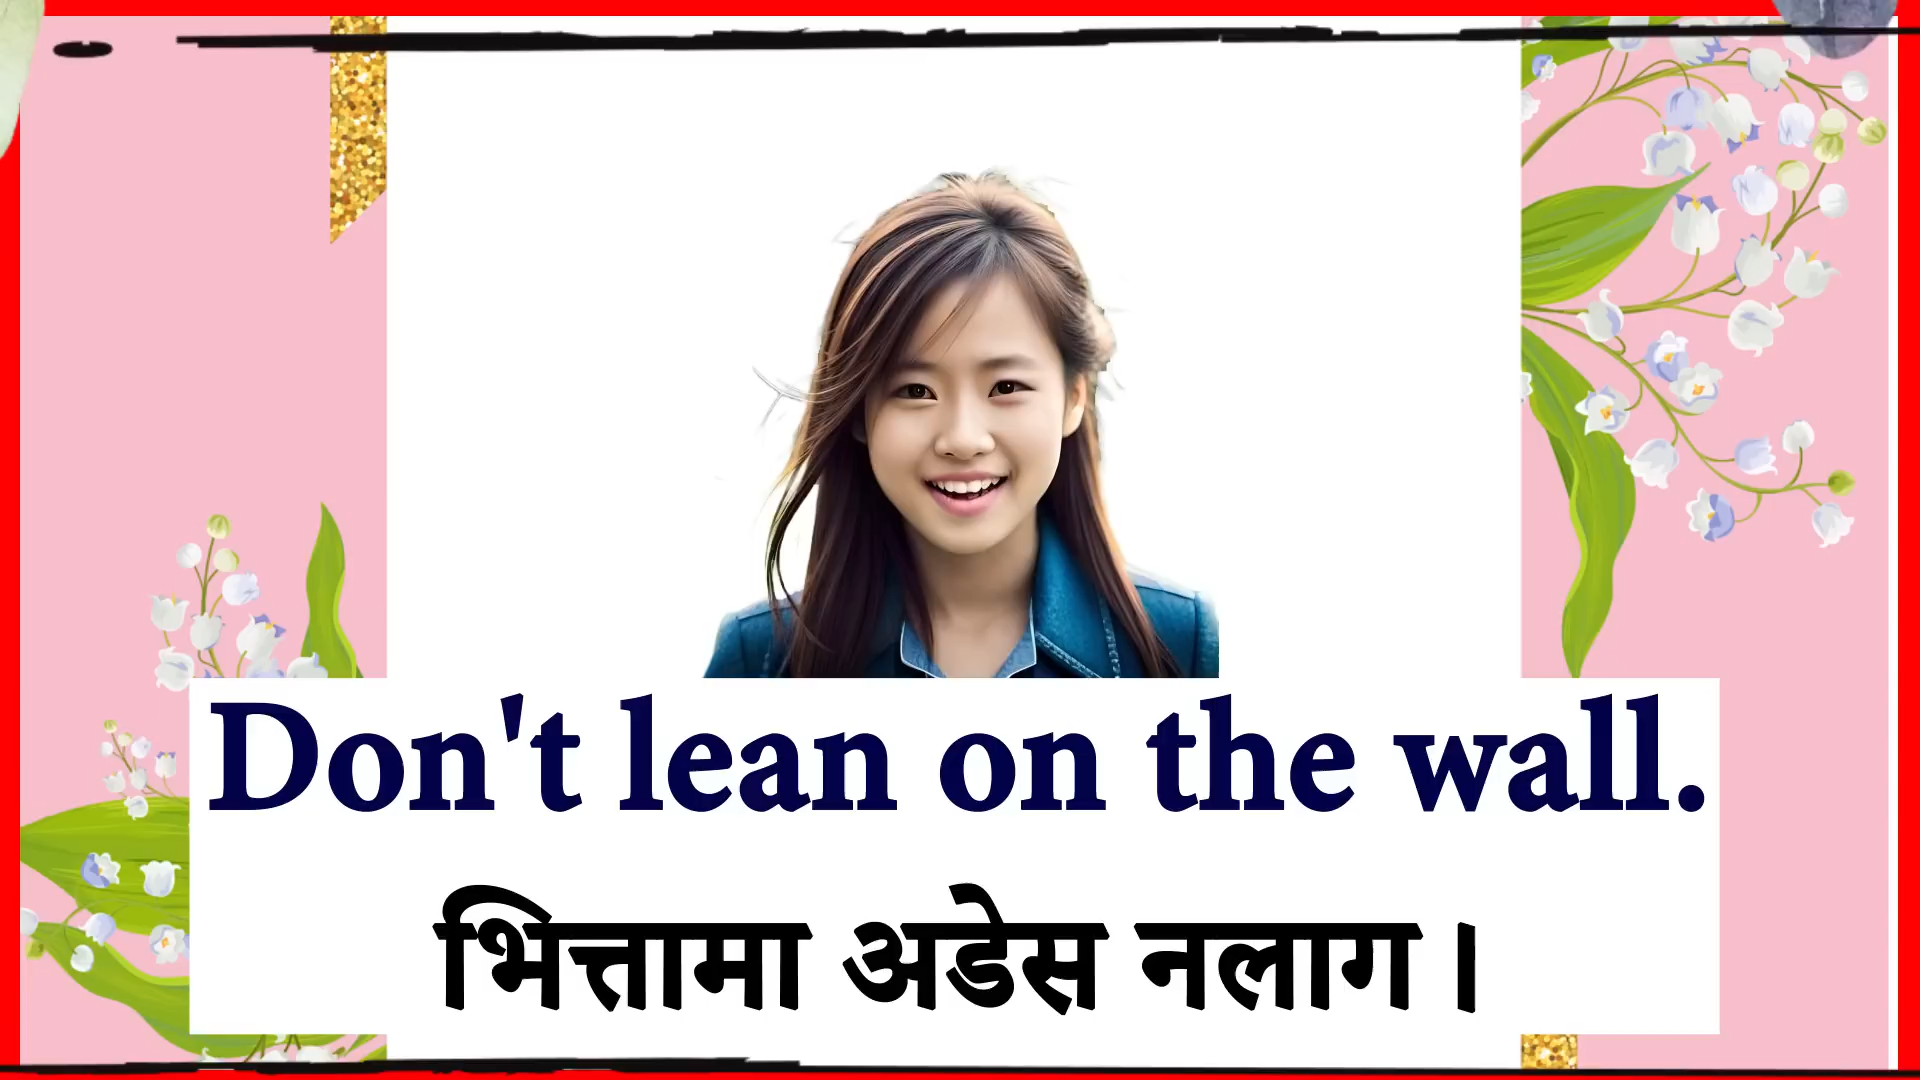 Don't lean on the wall.
भित्तामा अडेस नलाग ।